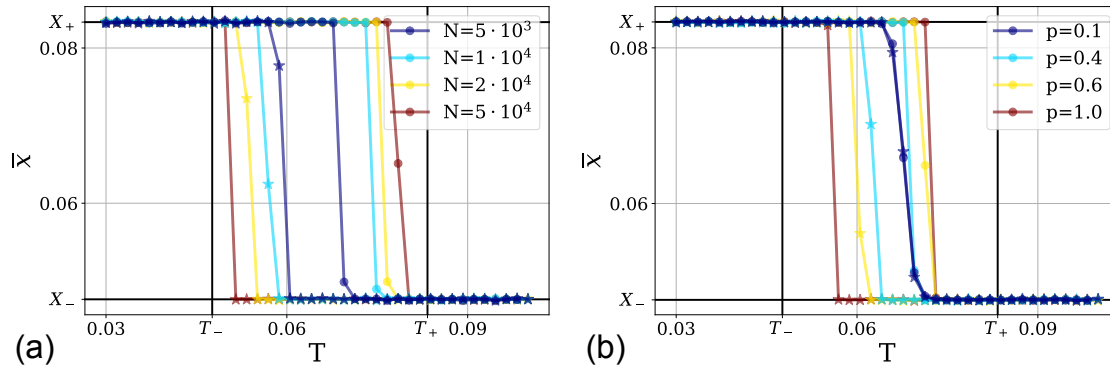 X₊
0.08
χ̅
0.06
X₋
N=5 · 10³
N=1 · 10⁴
N=2 · 10⁴
N=5 · 10⁴
0.03
T₋
0.06
T₊
0.09
T
(a)
X₊
0.08
χ̅
0.06
X₋
p=0.1
p=0.4
p=0.6
p=1.0
0.03
T₋
0.06
T₊
0.09
T
(b)